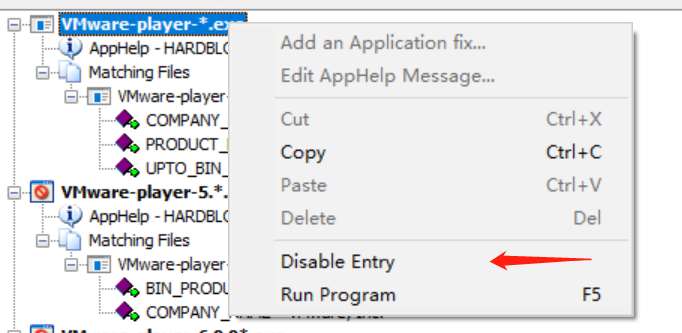 VMware-player-*.exe
AppHelp - HARDBLO
Matching Files
VMware-player-
COMPANY_
PRODUCT_
UPTO_BIN_
VMware-player-5.*.
AppHelp - HARDBLO
Matching Files
VMware-player-
BIN_PRODU
COMPANY_
Add an Application fix...
Edit AppHelp Message...
Cut Ctrl+X
Copy Ctrl+C
Paste Ctrl+V
Delete Del
Disable Entry
Run Program F5